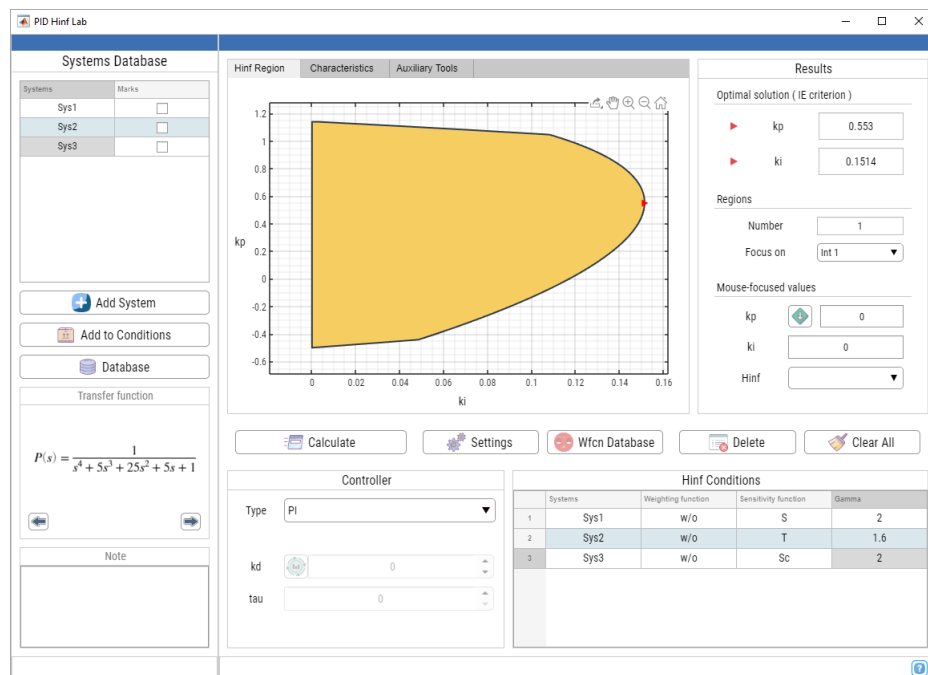 PID Hinf Lab
Systems Database
Systems Marks
Sys1
Sys2
Sys3
Add System
Add to Conditions
Database
Transfer function
P(s) = 1 / (s^4 + 5s^3 + 25s^2 + 5s + 1)
Note
Hinf Region Characteristics Auxiliary Tools
1.2
1
0.8
0.6
0.4
0.2
0
-0.2
-0.4
-0.6
kp
0 0.02 0.04 0.06 0.08 0.1 0.12 0.14 0.16
ki
Results
Optimal solution ( IE criterion )
kp 0.553
ki 0.1514
Regions
Number 1
Focus on Int 1
Mouse-focused values
kp 0
ki 0
Hinf
Calculate Settings Wfcn Database Delete Clear All
Controller
Type PI
kd 0
tau 0
Hinf Conditions
Systems Weighting function Sensitivity function Gamma
1 Sys1 w/o S 2
2 Sys2 w/o T 1.6
3 Sys3 w/o Sc 2
?